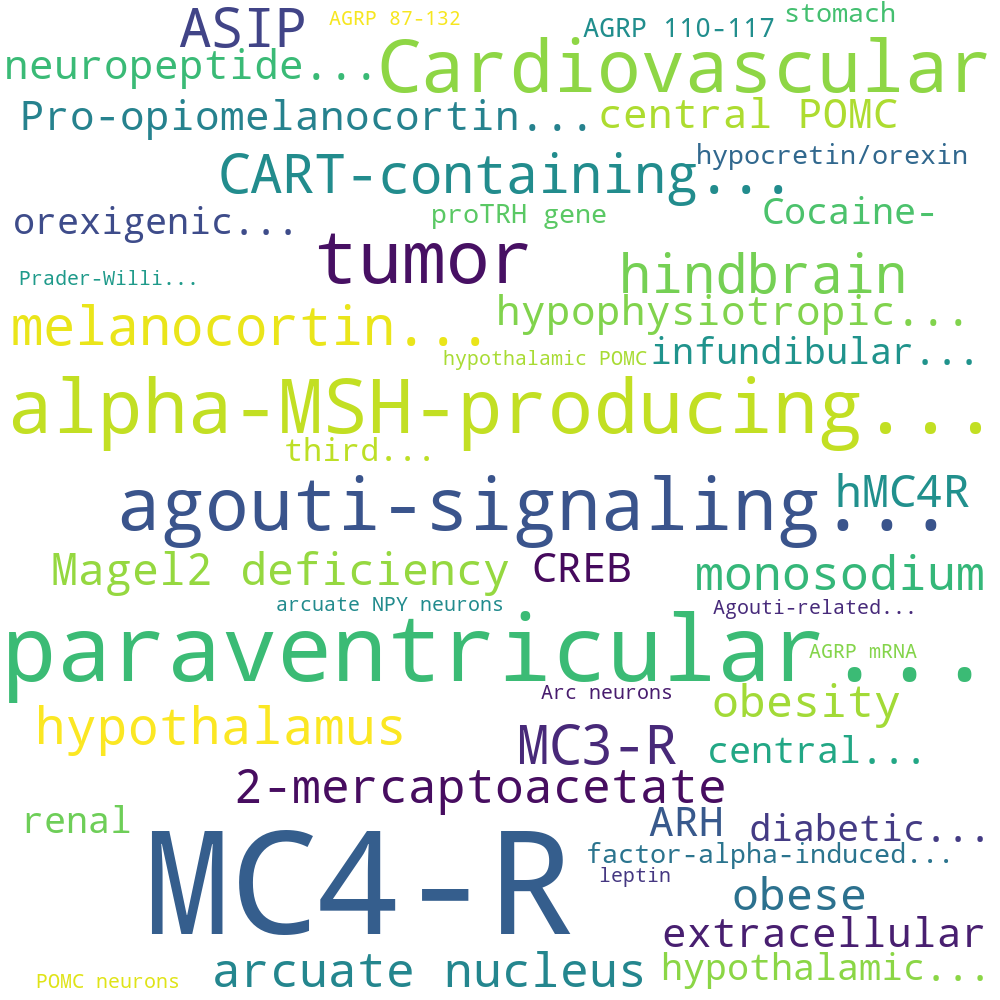 ASIP
AGRP 87-132
AGRP 110-117
stomach
neuropeptide...
Cardiovascular
Pro-opiomelanocortin...
central POMC
CART-containing...
hypocretin/orexin
orexigenic...
proTRH gene
Cocaine-
tumor
hindbrain
Prader-Willi...
melanocortin...
hypophysiotropic...
hypothalamic POMC
infundibular...
alpha-MSH-producing...
third...
agouti-signaling...
hMC4R
Magel2 deficiency
CREB
monosodium
arcuate NPY neurons
Agouti-related...
paraventricular...
AGRP mRNA
Arc neurons
obesity
hypothalamus
MC3-R
central...
2-mercaptoacetate
renal
ARH
diabetic...
MC4-R
factor-alpha-induced...
leptin
obese
extracellular
arcuate nucleus
hypothalamic...
POMC neurons